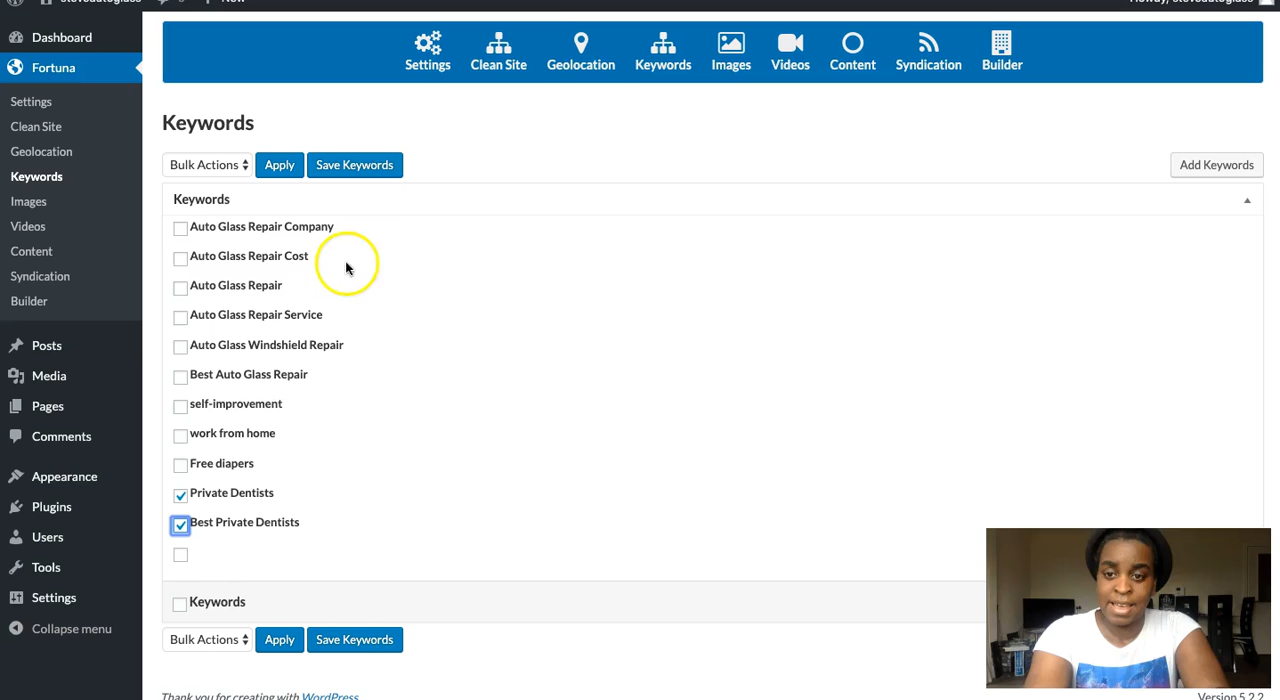 steveautoglass
New
Howdy, steveautoglass
Dashboard
Fortuna
Settings
Clean Site
Geolocation
Keywords
Images
Videos
Content
Syndication
Builder
Posts
Media
Pages
Comments
Appearance
Plugins
Users
Tools
Settings
Collapse menu
Settings
Clean Site
Geolocation
Keywords
Images
Videos
Content
Syndication
Builder
Keywords
Bulk Actions
Apply
Save Keywords
Add Keywords
Keywords
Auto Glass Repair Company
Auto Glass Repair Cost
Auto Glass Repair
Auto Glass Repair Service
Auto Glass Windshield Repair
Best Auto Glass Repair
self-improvement
work from home
Free diapers
Private Dentists
Best Private Dentists
Keywords
Bulk Actions
Apply
Save Keywords
Thank you for creating with WordPress
Version 5.2.2